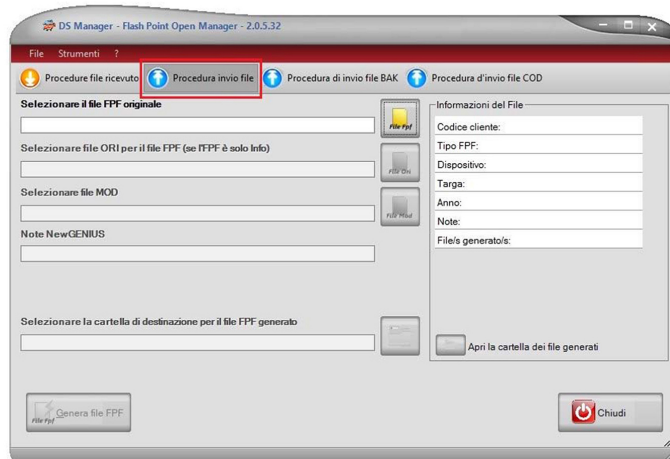 DS Manager - Flash Point Open Manager - 2.0.5.32
File Strumenti ?
Procedure file ricevuto Procedura invio file Procedura di invio file BAK Procedura d'invio file COD
Selezionare il file FPF originale
File Fpf
Selezionare file ORI per il file FPF (se l'FPF è solo Info)
File Ori
Selezionare file MOD
File Mod
Note NewGENIUS
Selezionare la cartella di destinazione per il file FPF generato
Informazioni del File
Codice cliente:
Tipo FPF:
Dispositivo:
Targa:
Anno:
Note:
File/s generato/s:
Apri la cartella dei file generati
File Fpf
Genera file FPF
Chiudi